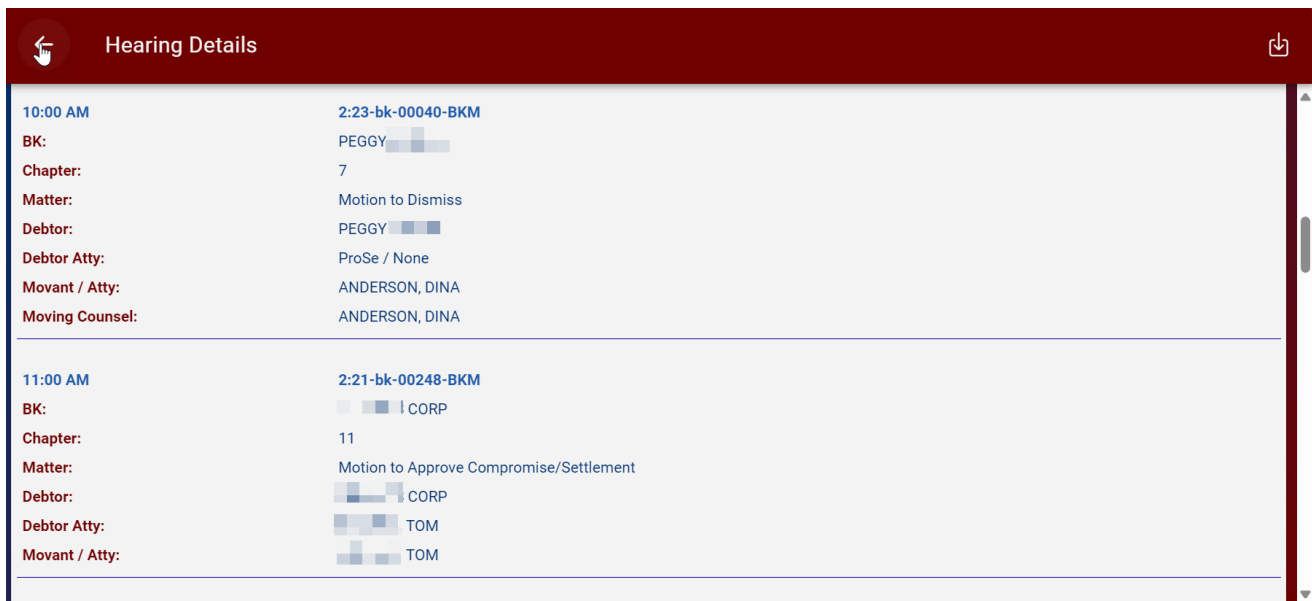 Hearing Details
10:00 AM 2:23-bk-00040-BKM
BK: PEGGY
Chapter: 7
Matter: Motion to Dismiss
Debtor: PEGGY
Debtor Atty: ProSe / None
Movant / Atty: ANDERSON, DINA
Moving Counsel: ANDERSON, DINA
11:00 AM 2:21-bk-00248-BKM
BK: CORP
Chapter: 11
Matter: Motion to Approve Compromise/Settlement
Debtor: CORP
Debtor Atty: TOM
Movant / Atty: TOM